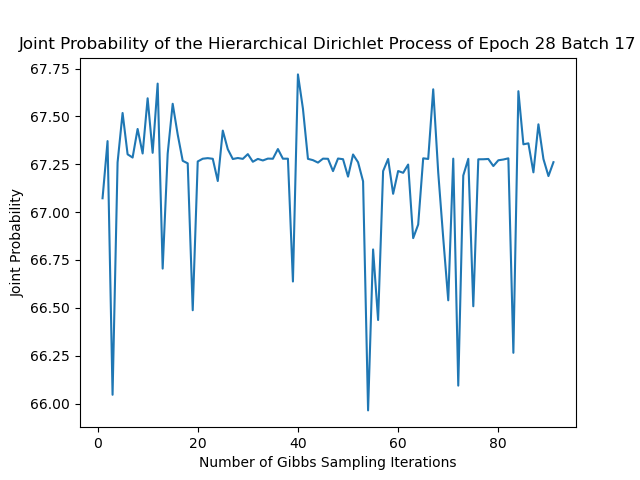 Joint Probability of the Hierarchical Dirichlet Process of Epoch 28 Batch 17
67.75
67.50
67.25
67.00
66.75
66.50
66.25
66.00
Joint Probability
0 20 40 60 80
Number of Gibbs Sampling Iterations